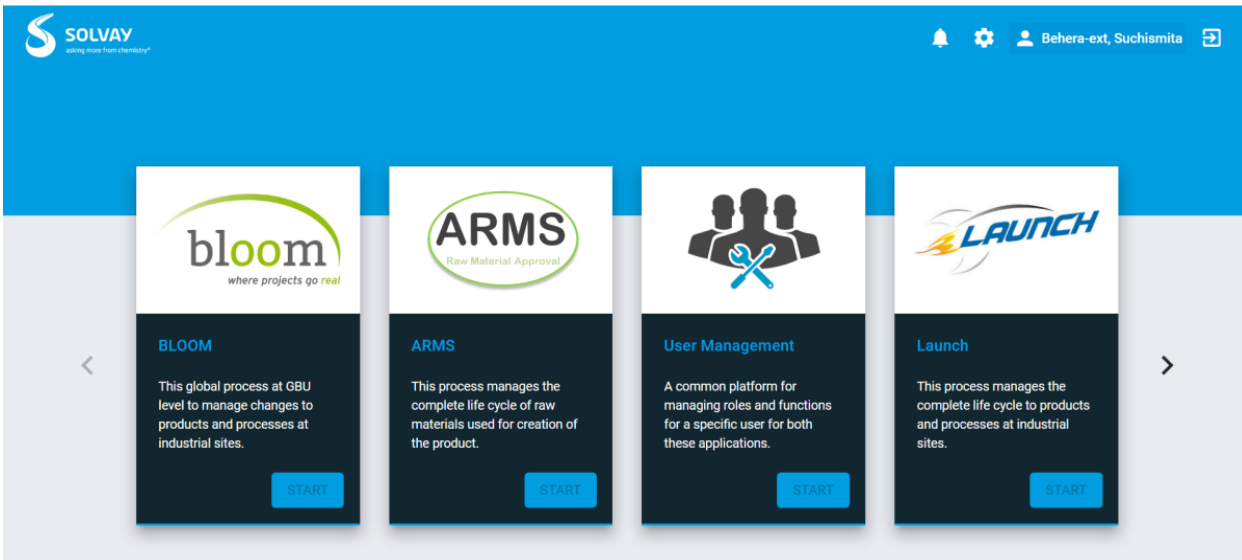 SOLVAY
asking more from chemistry®
Behera-ext, Suchismita
bloom
where projects go real
ARMS
Raw Material Approval
LAUNCH
BLOOM
This global process at GBU
level to manage changes to
products and processes at
industrial sites.
START
ARMS
This process manages the
complete life cycle of raw
materials used for creation of
the product.
START
User Management
A common platform for
managing roles and functions
for a specific user for both
these applications.
START
Launch
This process manages the
complete life cycle to products
and processes at industrial
sites.
START